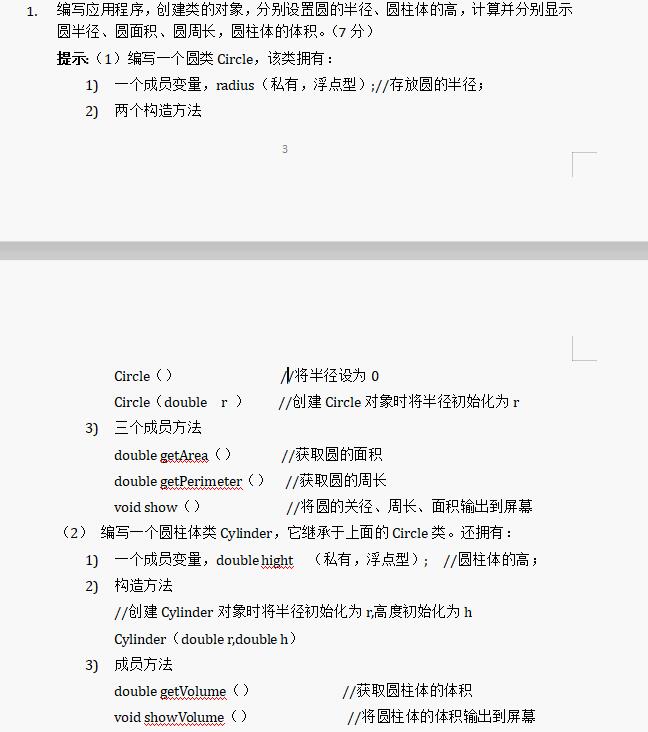 1. 编写应用程序，创建类的对象，分别设置圆的半径、圆柱体的高，计算并分别显示
圆半径、圆面积、圆周长，圆柱体的体积。（7 分）
提示:（1）编写一个圆类 Circle，该类拥有：
1) 一个成员变量，radius（私有，浮点型）;//存放圆的半径；
2) 两个构造方法
3
Circle（） //将半径设为 0
Circle（double r ） //创建 Circle 对象时将半径初始化为 r
3) 三个成员方法
double getArea（） //获取圆的面积
double getPerimeter（） //获取圆的周长
void show（） //将圆的关径、周长、面积输出到屏幕
（2） 编写一个圆柱体类 Cylinder，它继承于上面的 Circle 类。还拥有：
1) 一个成员变量，double hight （私有，浮点型）； //圆柱体的高；
2) 构造方法
//创建 Cylinder 对象时将半径初始化为 r,高度初始化为 h
Cylinder（double r,double h）
3) 成员方法
double getVolume（） //获取圆柱体的体积
void showVolume（） //将圆柱体的体积输出到屏幕